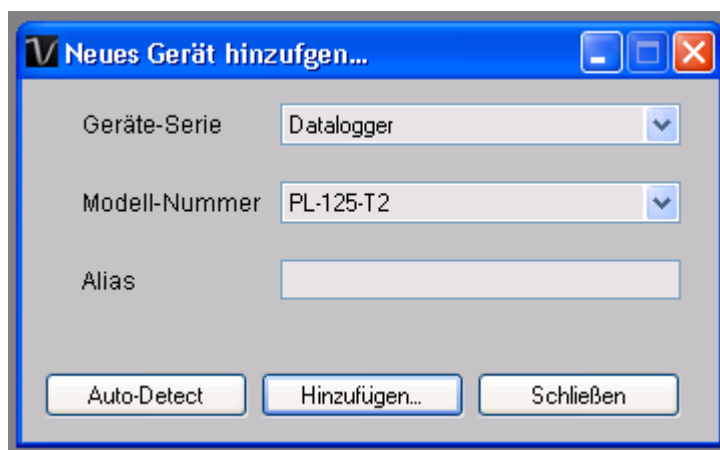 Neues Gerät hinzufgen...
Geräte-Serie Datalogger
Modell-Nummer PL-125-T2
Alias
Auto-Detect Hinzufügen... Schließen